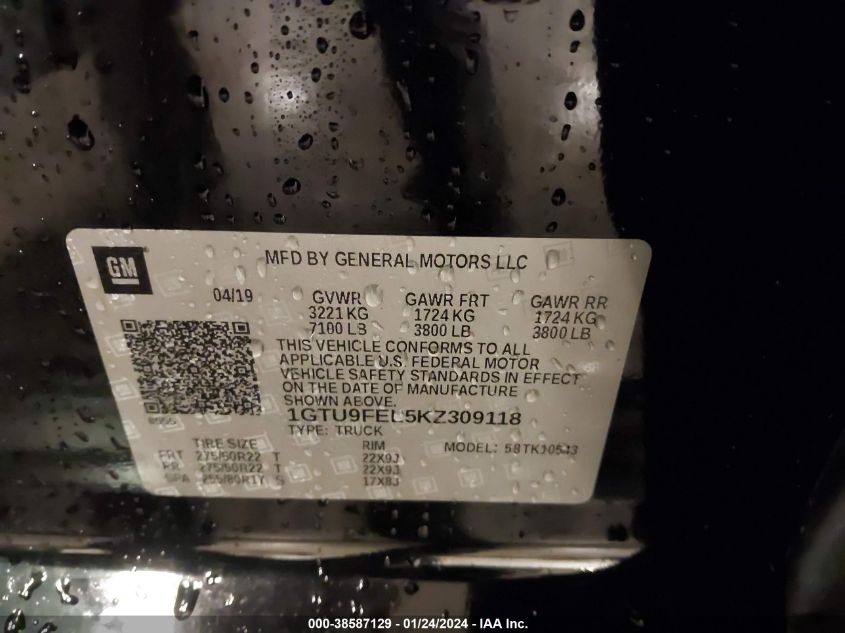 GM
MFD BY GENERAL MOTORS LLC
04/19
GVWR GAWR FRT GAWR RR
3221 KG 1724 KG 1724 KG
7100 LB 3800 LB 3800 LB
THIS VEHICLE CONFORMS TO ALL
APPLICABLE U.S. FEDERAL MOTOR
VEHICLE SAFETY STANDARDS IN EFFECT
ON THE DATE OF MANUFACTURE
SHOWN ABOVE.
1GTU9FEL5KZ309118
TYPE: TRUCK
TIRE SIZE RIM MODEL: 58TK10543
FRT 275/50R22 T 22X9J
RR 275/50R22 T 22X9J
SPA 255/80R17 S 17X8J
000-38587129 - 01/24/2024 - IAA Inc.